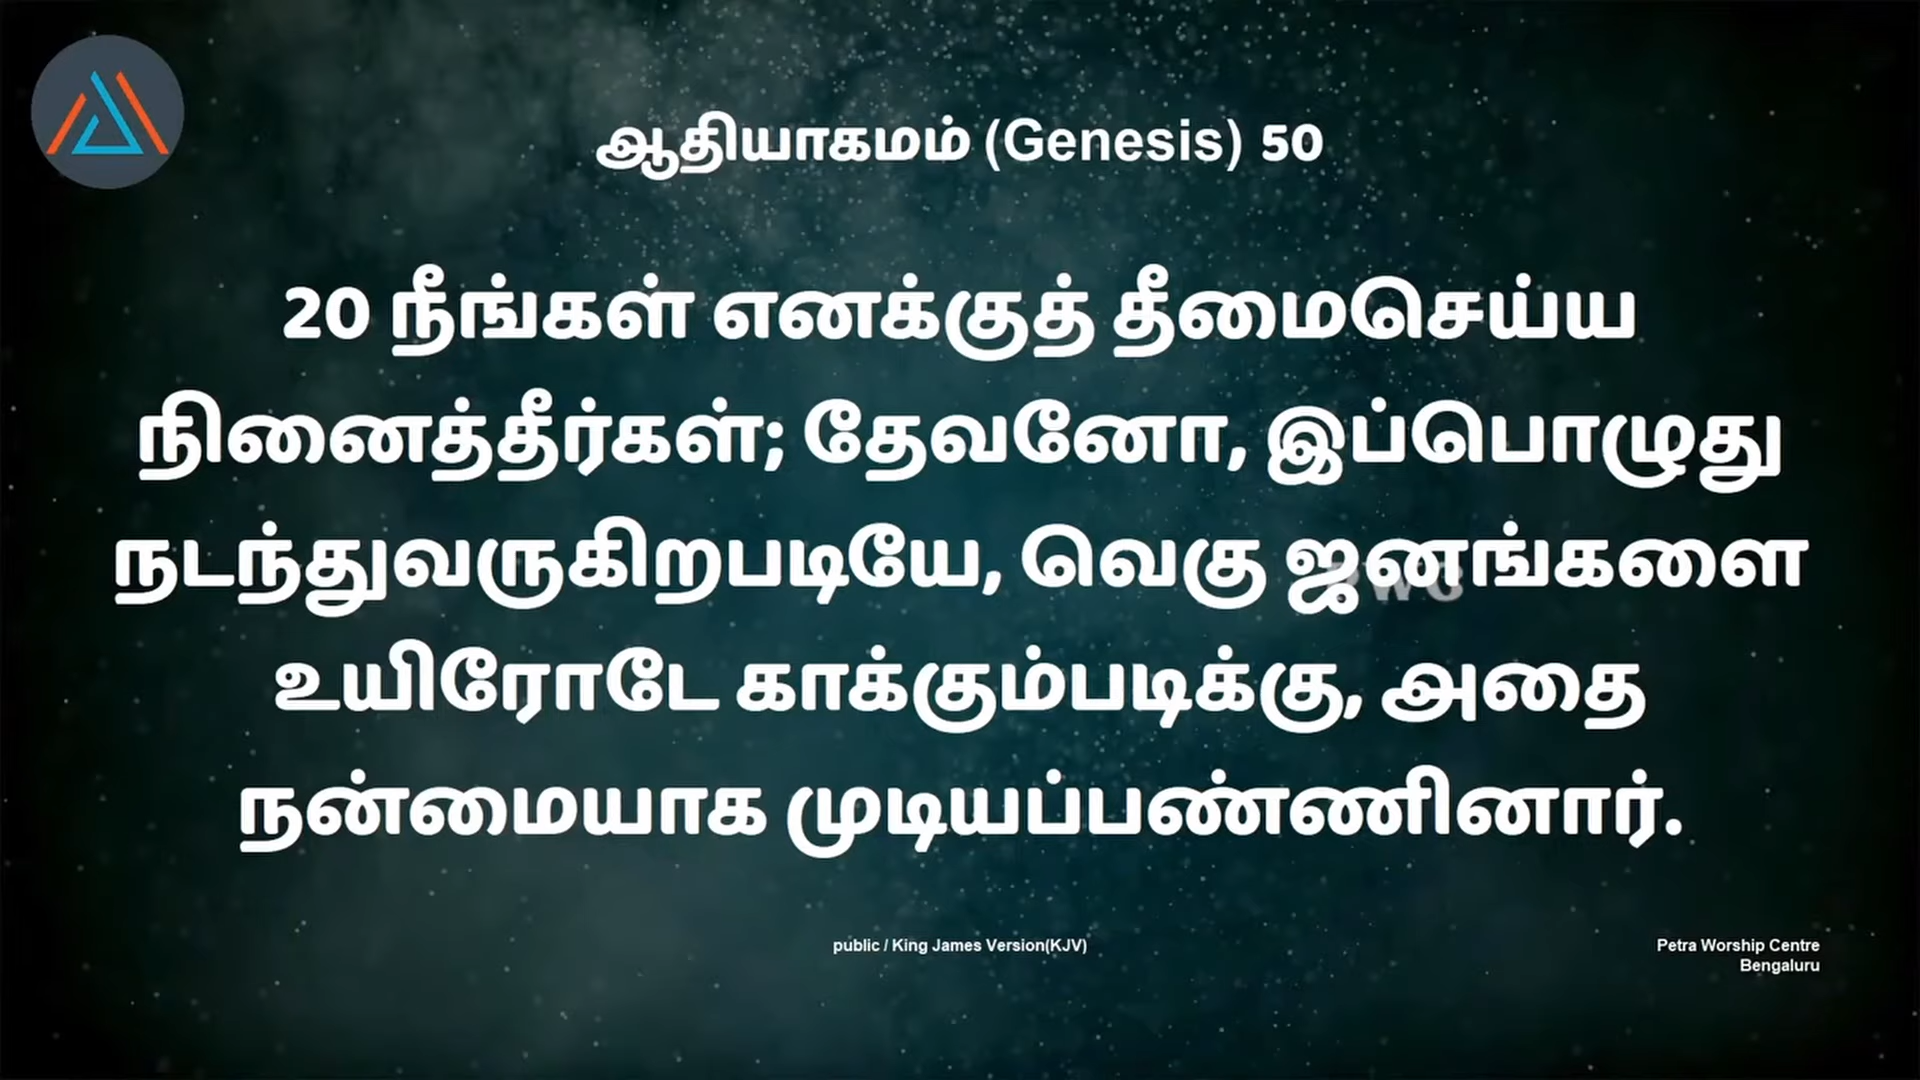 ஆதியாகமம் (Genesis) 50
20 நீங்கள் எனக்குத் தீமைசெய்ய
நினைத்தீர்கள்; தேவனோ, இப்பொழுது
நடந்துவருகிறபடியே, வெகு ஜனங்களை
உயிரோடே காக்கும்படிக்கு, அதை
நன்மையாக முடியப்பண்ணினார்.
public / King James Version(KJV)
Petra Worship Centre
Bengaluru